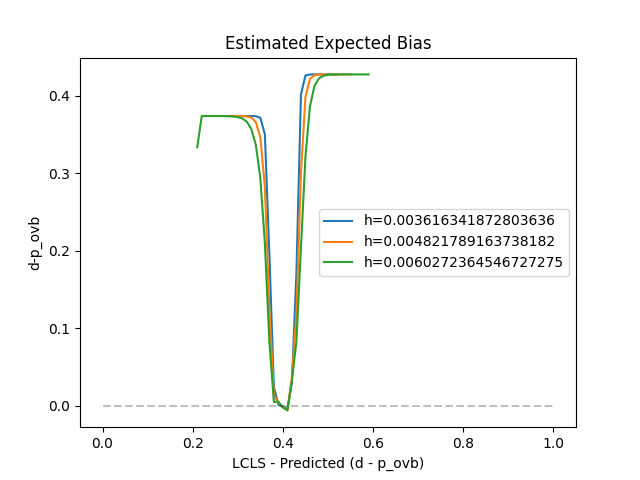 Estimated Expected Bias
d-p_ovb
0.4
0.3
0.2
0.1
0.0
h=0.003616341872803636
h=0.004821789163738182
h=0.0060272364546727275
0.0 0.2 0.4 0.6 0.8 1.0
LCLS - Predicted (d - p_ovb)